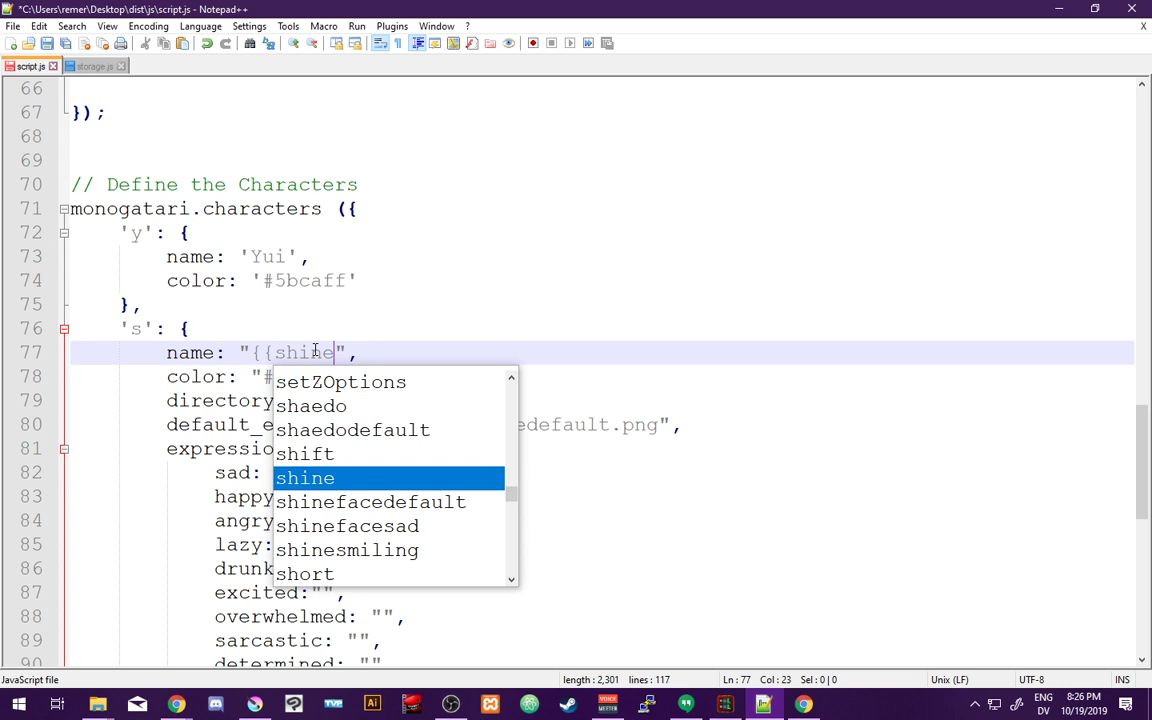 *C:\Users\remer\Desktop\dist\js\script.js - Notepad++
File Edit Search View Encoding Language Settings Tools Macro Run Plugins Window ? X
script.js storage.js
66
67 });
68
69
70 // Define the Characters
71 monogatari.characters ({
72 'y': {
73 name: 'Yui',
74 color: '#5bcaff'
75 },
76 's': {
77 name: "{{shine",
78 color: "#
79 directory
80 default_e edefault.png",
81 expressio
82 sad:
83 happy
84 angry
85 lazy:
86 drunk
87 excited:"",
88 overwhelmed: "",
89 sarcastic: "",
90 determined: ""
setZOptions
shaedo
shaedodefault
shift
shine
shinefacedefault
shinefacesad
shinesmiling
short
JavaScript file length : 2,301 lines : 117 Ln : 77 Col : 23 Sel : 0 | 0 Unix (LF) UTF-8 INS
ENG 8:26 PM
DV 10/19/2019